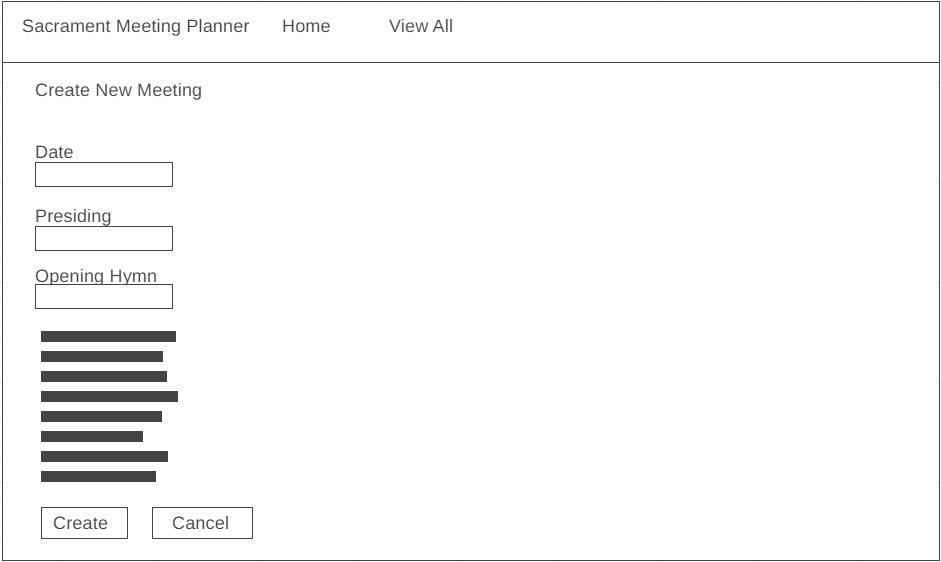 Sacrament Meeting Planner Home View All
Create New Meeting
Date
Presiding
Opening Hymn
Create Cancel